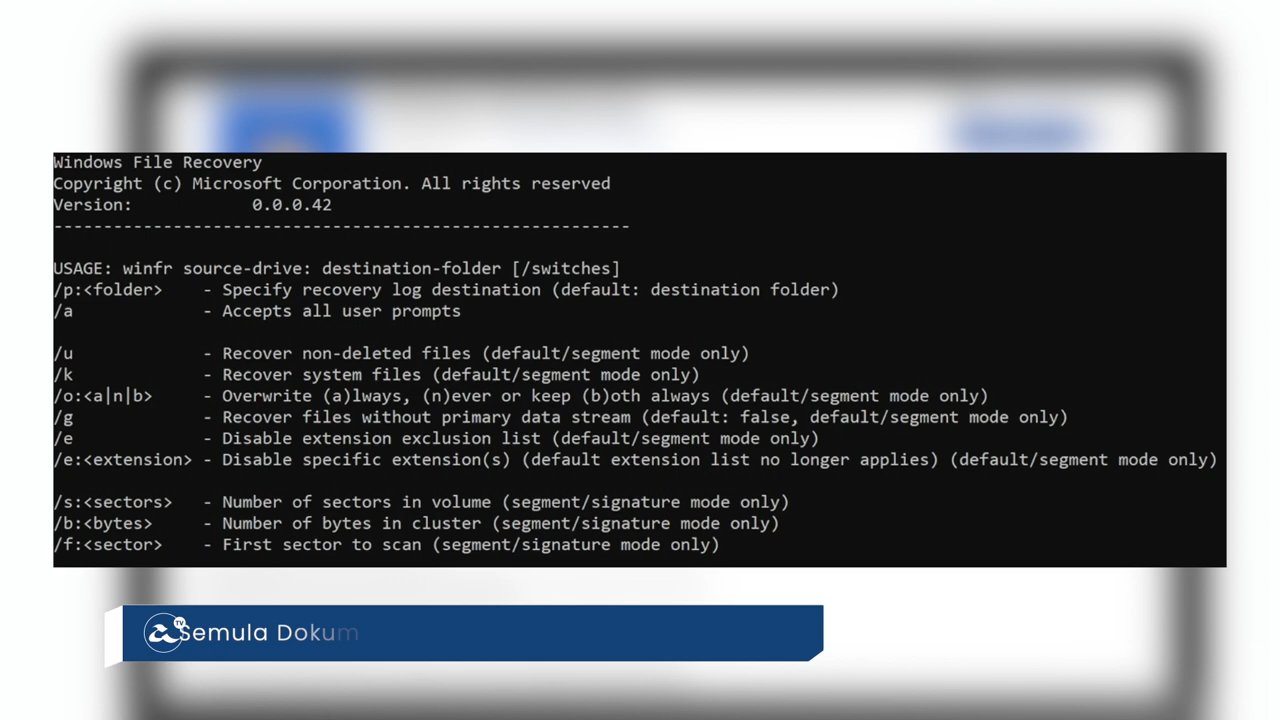 Windows File Recovery
Copyright (c) Microsoft Corporation. All rights reserved
Version: 0.0.0.42
----------------------------------------------------------
USAGE: winfr source-drive: destination-folder [/switches]
/p:<folder> - Specify recovery log destination (default: destination folder)
/a - Accepts all user prompts
/u - Recover non-deleted files (default/segment mode only)
/k - Recover system files (default/segment mode only)
/o:<a|n|b> - Overwrite (a)lways, (n)ever or keep (b)oth always (default/segment mode only)
/g - Recover files without primary data stream (default: false, default/segment mode only)
/e - Disable extension exclusion list (default/segment mode only)
/e:<extension> - Disable specific extension(s) (default extension list no longer applies) (default/segment mode only)
/s:<sectors> - Number of sectors in volume (segment/signature mode only)
/b:<bytes> - Number of bytes in cluster (segment/signature mode only)
/f:<sector> - First sector to scan (segment/signature mode only)
TV
Semula Dokum